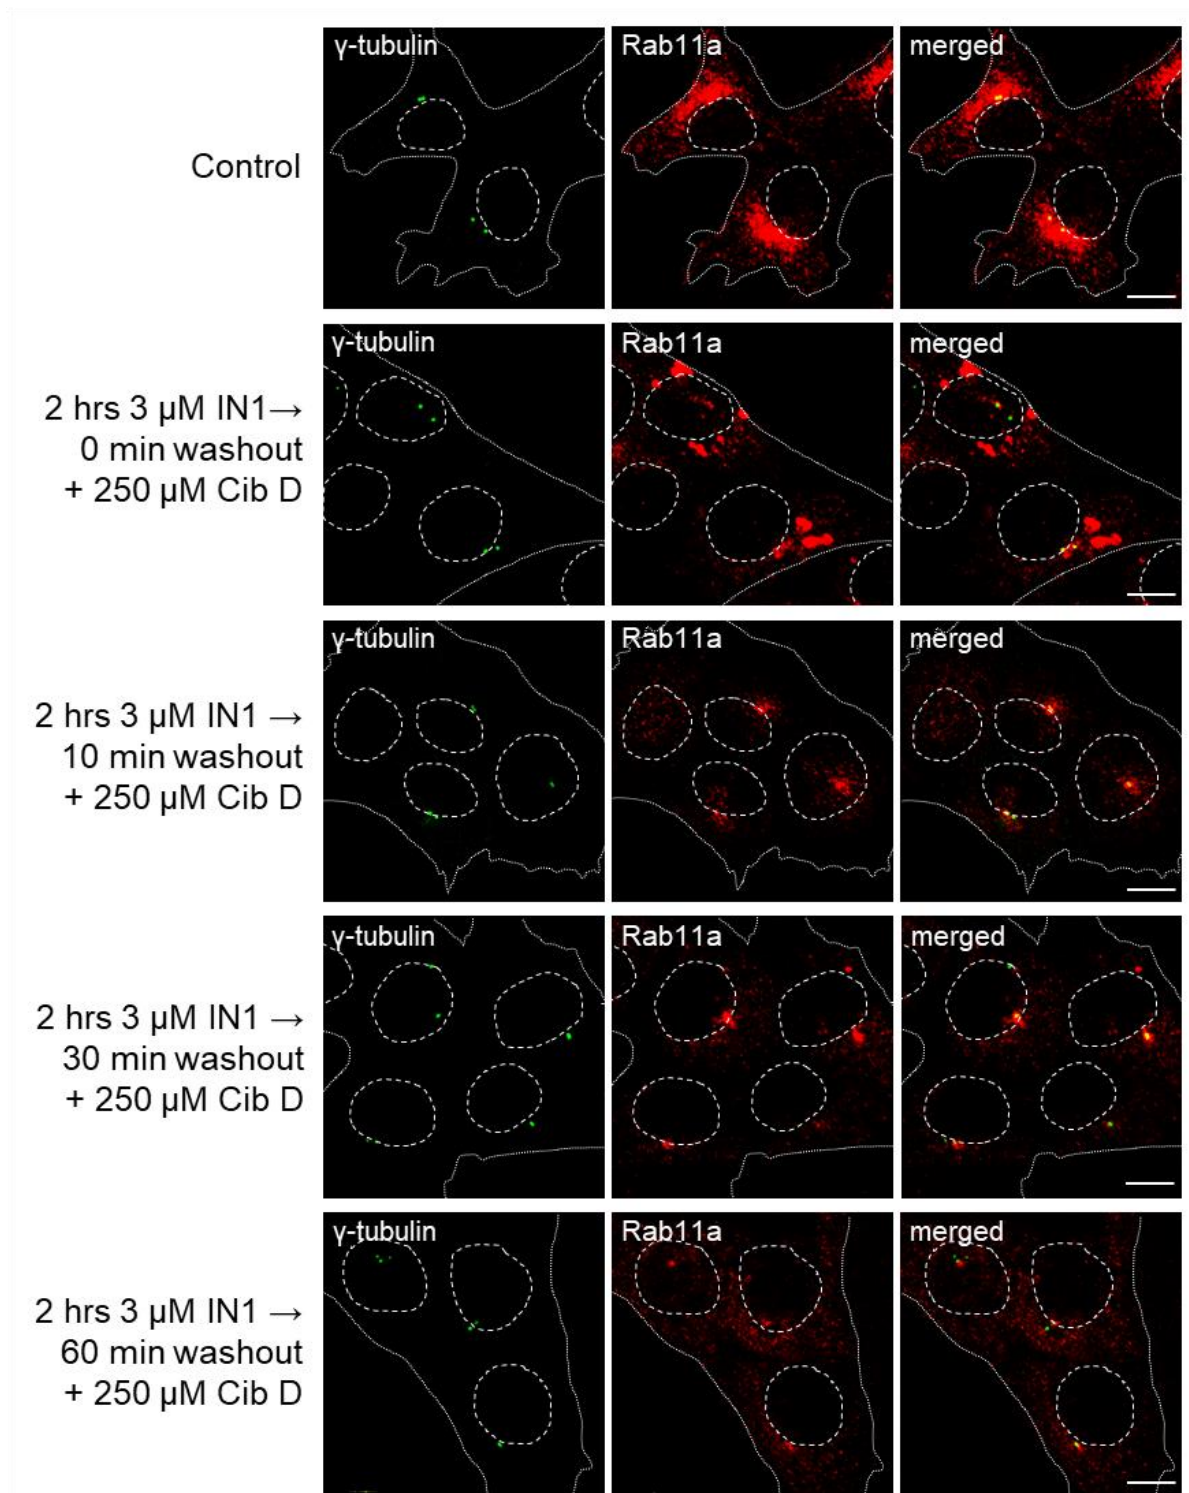 γ-tubulin
Rab11a
merged
Control
γ-tubulin
Rab11a
merged
2 hrs 3 µM IN1→
0 min washout
+ 250 µM Cib D
γ-tubulin
Rab11a
merged
2 hrs 3 µM IN1 →
10 min washout
+ 250 µM Cib D
γ-tubulin
Rab11a
merged
2 hrs 3 µM IN1 →
30 min washout
+ 250 µM Cib D
γ-tubulin
Rab11a
merged
2 hrs 3 µM IN1 →
60 min washout
+ 250 µM Cib D